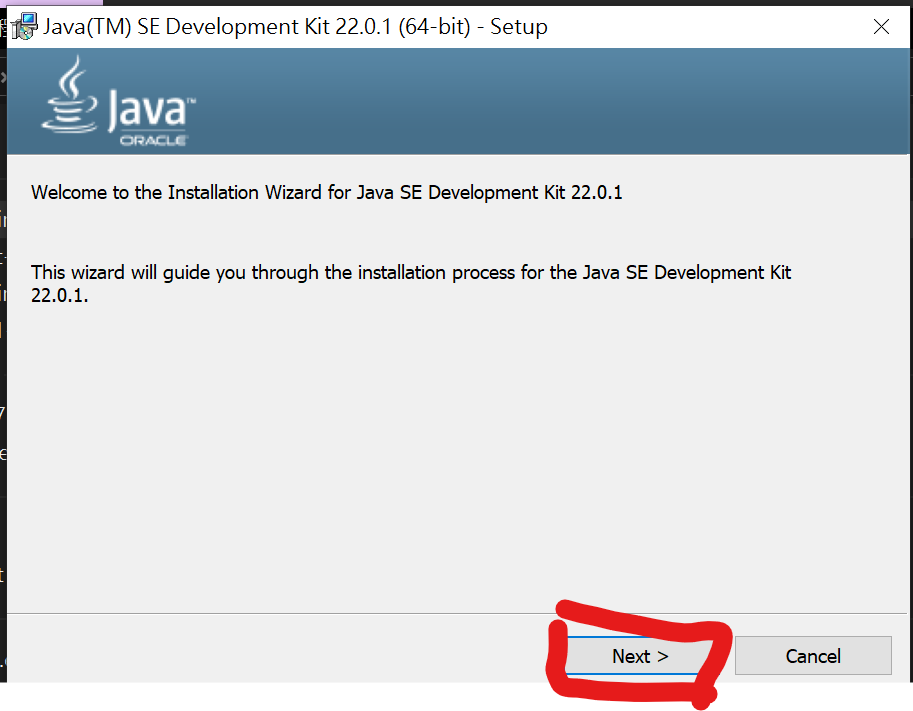 Java(TM) SE Development Kit 22.0.1 (64-bit) - Setup
Java™
ORACLE
Welcome to the Installation Wizard for Java SE Development Kit 22.0.1
This wizard will guide you through the installation process for the Java SE Development Kit
22.0.1.
Next >
Cancel